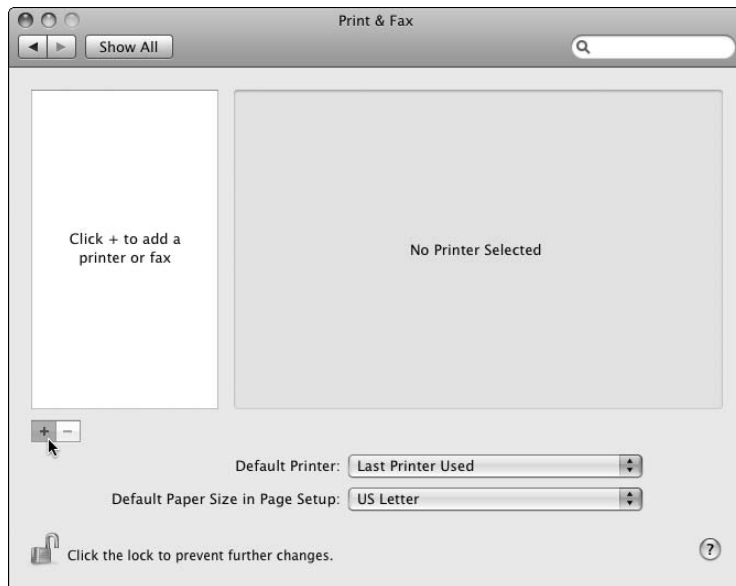 Print & Fax
Show All
Click + to add a
printer or fax
No Printer Selected
+ −
Default Printer: Last Printer Used
Default Paper Size in Page Setup: US Letter
Click the lock to prevent further changes.
?